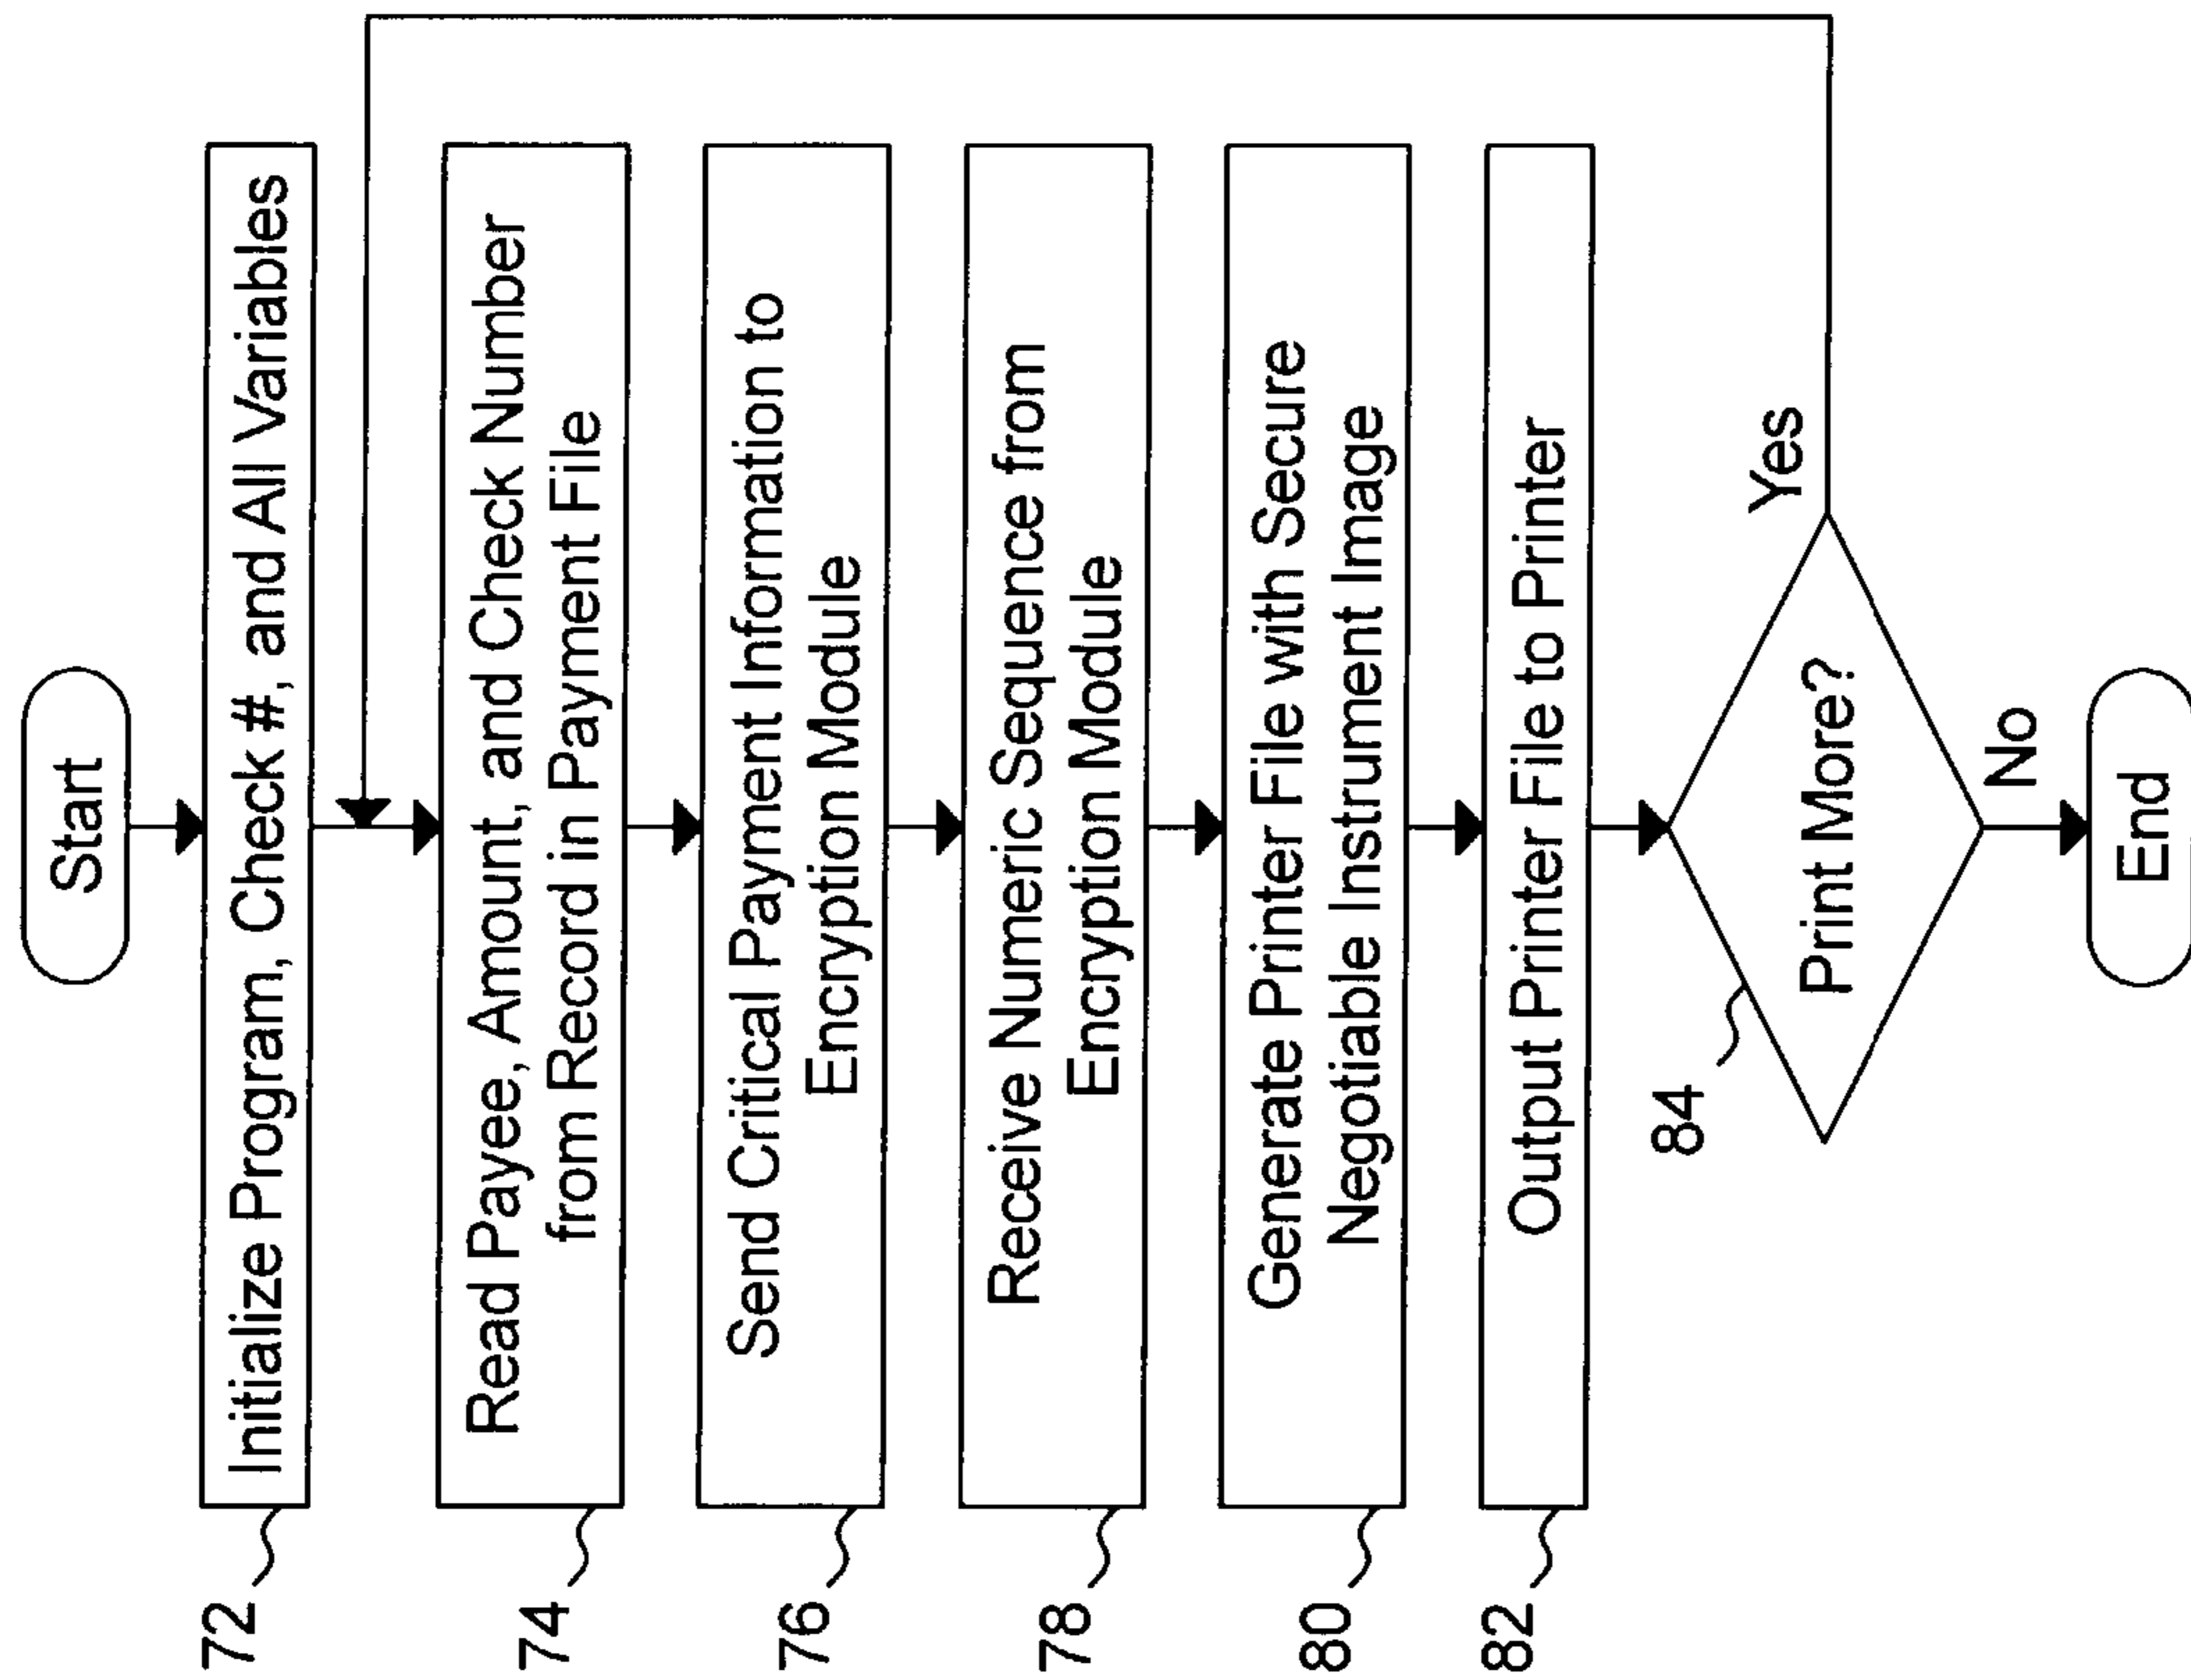 Start
72
Initialize Program, Check #, and All Variables
74
Read Payee, Amount, and Check Number
from Record in Payment File
76
Send Critical Payment Information to
Encryption Module
78
Receive Numeric Sequence from
Encryption Module
80
Generate Printer File with Secure
Negotiable Instrument Image
82
Output Printer File to Printer
84
Print More?
Yes
No
End